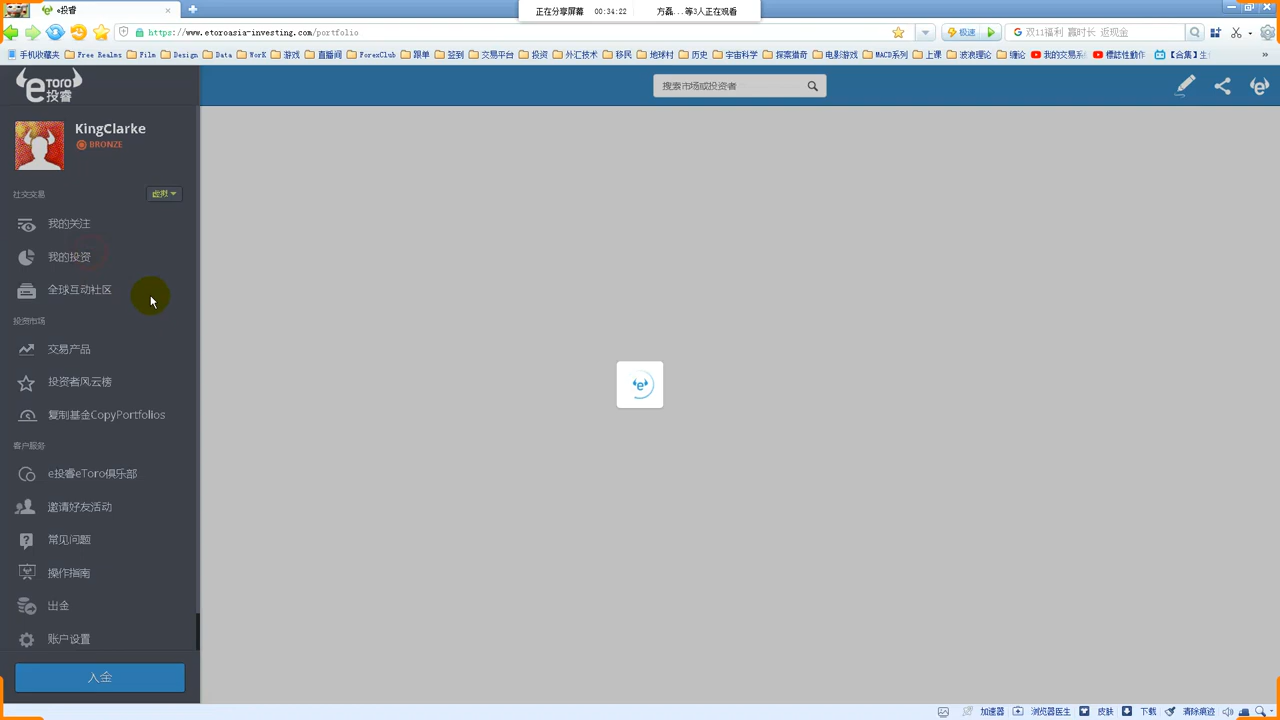 e投睿
正在分享屏幕 00:34:22 方磊...等3人正在观看
https://www.etoroasia-investing.com/portfolio
极速
双11福利 赢时长 返现金
手机收藏夹 Free Realms Film Design Data WorK 游戏 直播间 ForexClub 签到 交易平台 投资 外汇技术 移民 地球村 历史 宇宙科学 探索猎奇 电影游戏 MACD系列 上课 波浪理论 缠论 我的交易系 標誌性動作 【合集】生
eTORO
投睿
搜索市场或投资者
KingClarke
BRONZE
社交交易
虚拟
我的关注
我的投资
全球互动社区
投资市场
交易产品
投资者风云榜
复制基金CopyPortfolios
客户服务
e投睿eToro俱乐部
邀请好友活动
常见问题
操作指南
出金
账户设置
入金
加速器 浏览器医生 皮肤 下载 清除痕迹